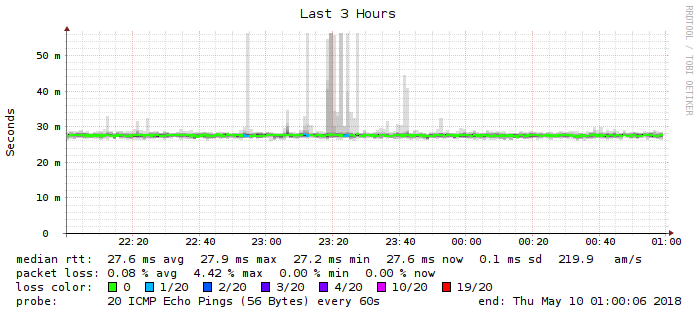 Last 3 Hours
RRDTOOL / TOBI OETIKER
Seconds
50 m
40 m
30 m
20 m
10 m
0
22:20 22:40 23:00 23:20 23:40 00:00 00:20 00:40 01:00
median rtt: 27.6 ms avg 27.9 ms max 27.2 ms min 27.6 ms now 0.1 ms sd 219.9 am/s
packet loss: 0.08 % avg 4.42 % max 0.00 % min 0.00 % now
loss color: 0 1/20 2/20 3/20 4/20 10/20 19/20
probe: 20 ICMP Echo Pings (56 Bytes) every 60s end: Thu May 10 01:00:06 2018